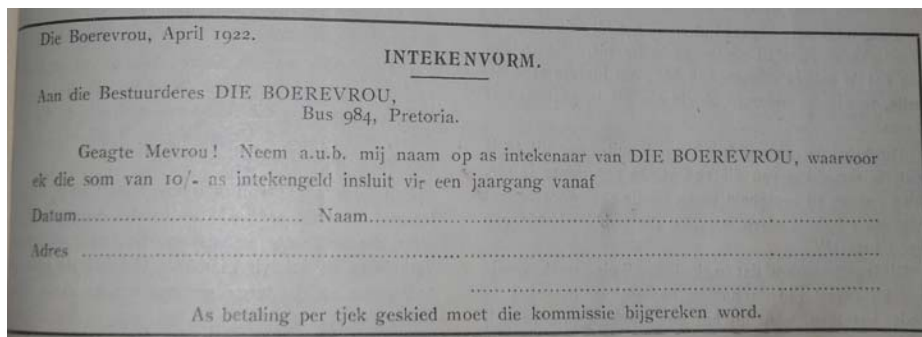 Die Boerevrou, April 1922.
INTEKENVORM.
Aan die Bestuurderes DIE BOEREVROU,
Bus 984, Pretoria.
Geagte Mevrou! Neem a.u.b. mij naam op as intekenaar van DIE BOEREVROU, waarvoor
ek die som van 10/- as intekengeld insluit vir een jaargang vanaf
Datum................................ Naam........................................................................
Adres ........................................................................................................................
............................................................
As betaling per tjek geskied moet die kommissie bijgereken word.